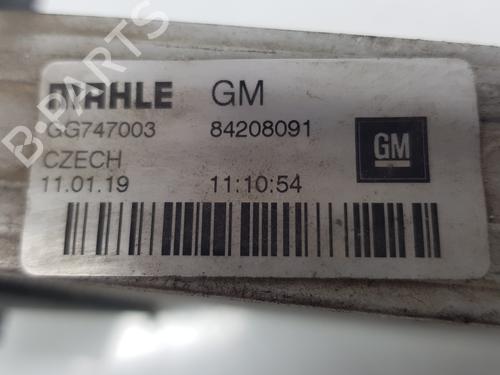 B-PARTS
MAHLE GM
GG747003 84208091
CZECH GM
11.01.19 11:10:54